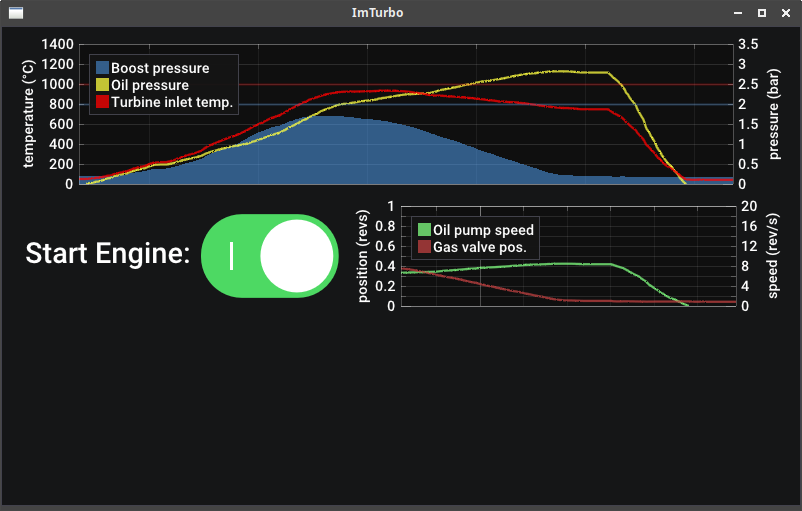 ImTurbo
1400
1200
1000
800
600
400
200
0
temperature (°C)
Boost pressure
Oil pressure
Turbine inlet temp.
3.5
3
2.5
2
1.5
1
0.5
0
pressure (bar)
Start Engine:
1
0.8
0.6
0.4
0.2
0
position (revs)
Oil pump speed
Gas valve pos.
20
16
12
8
4
0
speed (rev/s)